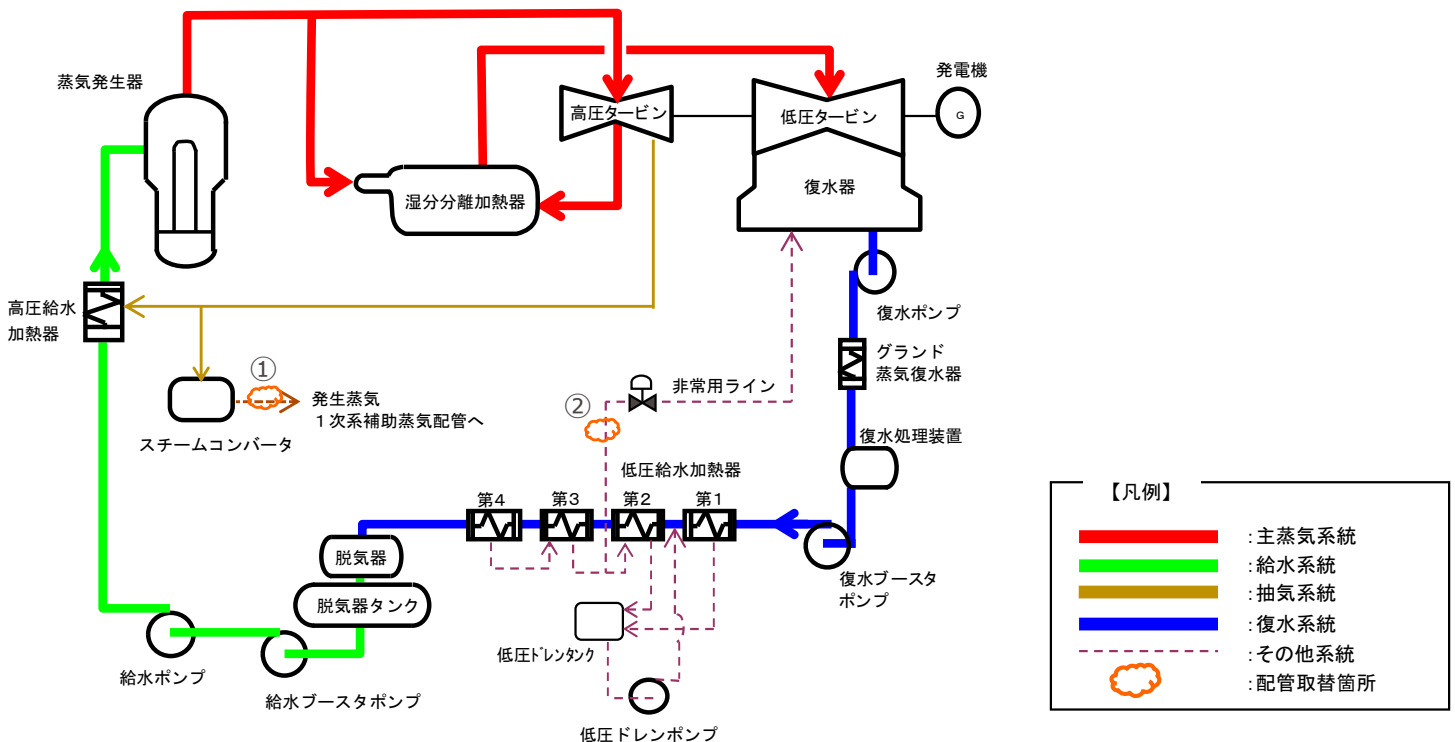 蒸気発生器
高圧タービン
低圧タービン
発電機
G
湿分分離加熱器
復水器
高圧給水
加熱器
復水ポンプ
グランド
蒸気復水器
①
発生蒸気
１次系補助蒸気配管へ
スチームコンバータ
②
非常用ライン
復水処理装置
低圧給水加熱器
第4
第3
第2
第1
脱気器
脱気器タンク
復水ブースタ
ポンプ
低圧ﾄﾞﾚﾝﾀﾝｸ
給水ポンプ
給水ブースタポンプ
低圧ドレンポンプ
【凡例】
：主蒸気系統
：給水系統
：抽気系統
：復水系統
：その他系統
：配管取替箇所